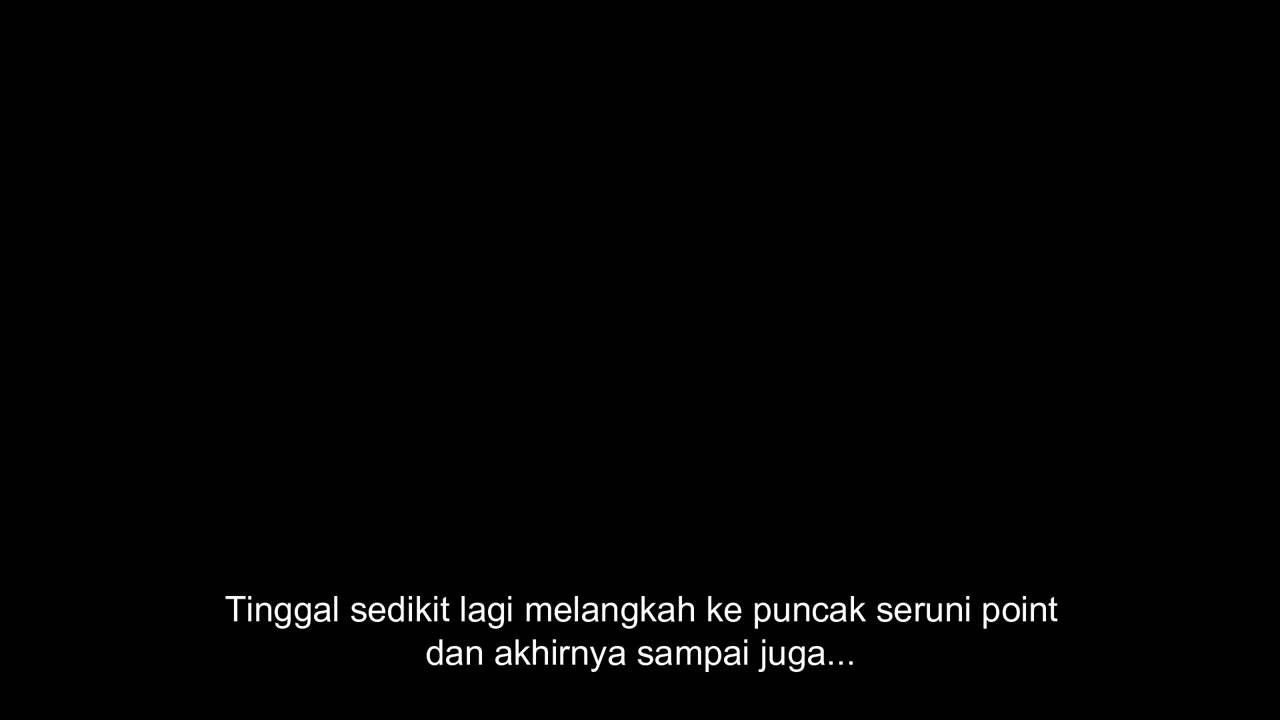 Tinggal sedikit lagi melangkah ke puncak seruni point
dan akhirnya sampai juga...